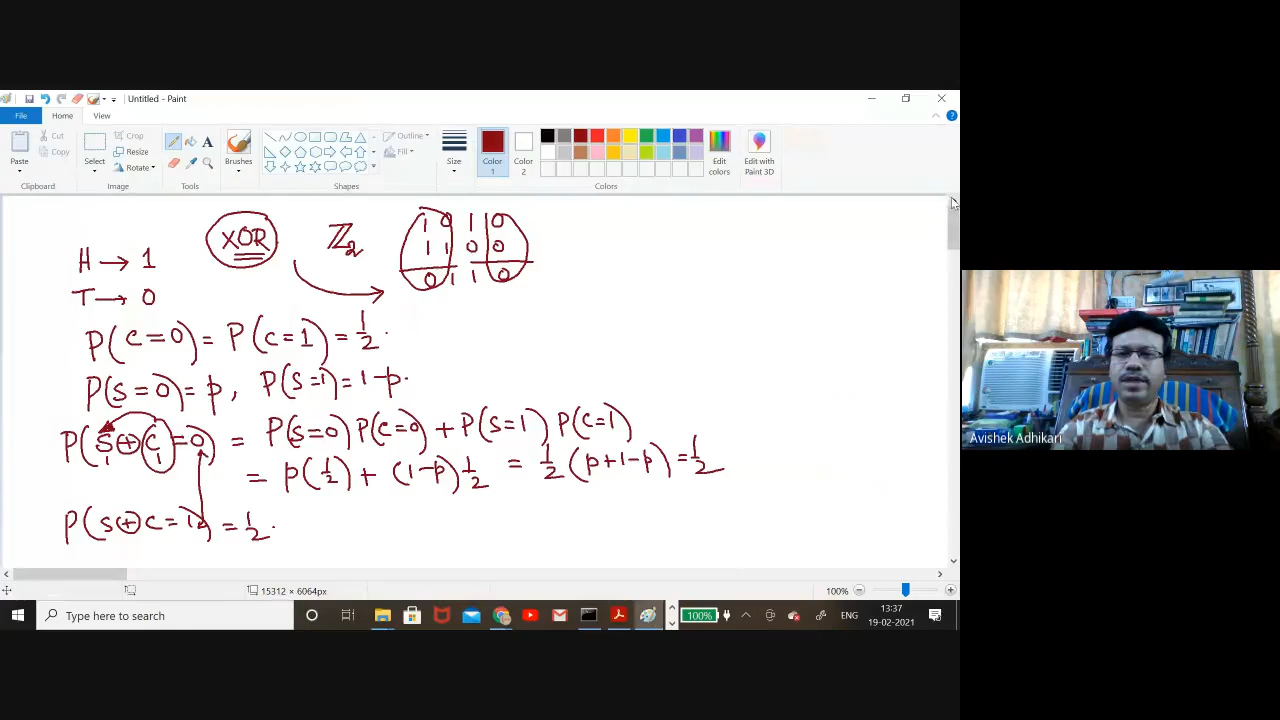 Untitled - Paint
File Home View
Paste Cut Copy
Clipboard
Select Crop Resize Rotate
Image
A
Tools
Brushes
Outline Fill
Shapes
Size
Color 1
Color 2
Edit colors
Edit with Paint 3D
Colors
XOR ℤ₂
1 0 1 0
1 1 0 0
0 1 1 0
H → 1
T → 0
P(C=0) = P(C=1) = 1/2.
P(S=0) = p, P(S=1) = 1-p.
P(S⊕C=0) = P(S=0)P(C=0) + P(S=1)P(C=1)
1 1
= p(1/2) + (1-p)1/2 = 1/2(p+1-p) = 1/2
P(S⊕C=1) = 1/2.
Avishek Adhikari
15312 × 6064px
100%
Type here to search
100%
ENG
13:37
19-02-2021